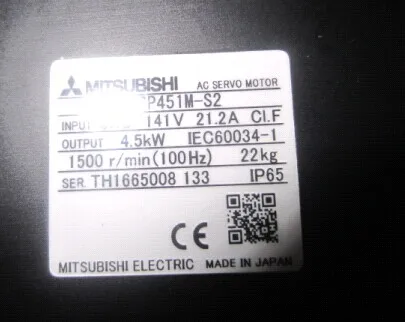 MITSUBISHI AC SERVO MOTOR
P451M-S2
INPUT 141V 21.2A CI.F
OUTPUT 4.5kW IEC60034-1
1500 r/min(100Hz) 22kg
SER. TH1665008 133 IP65
CE
MITSUBISHI ELECTRIC MADE IN JAPAN